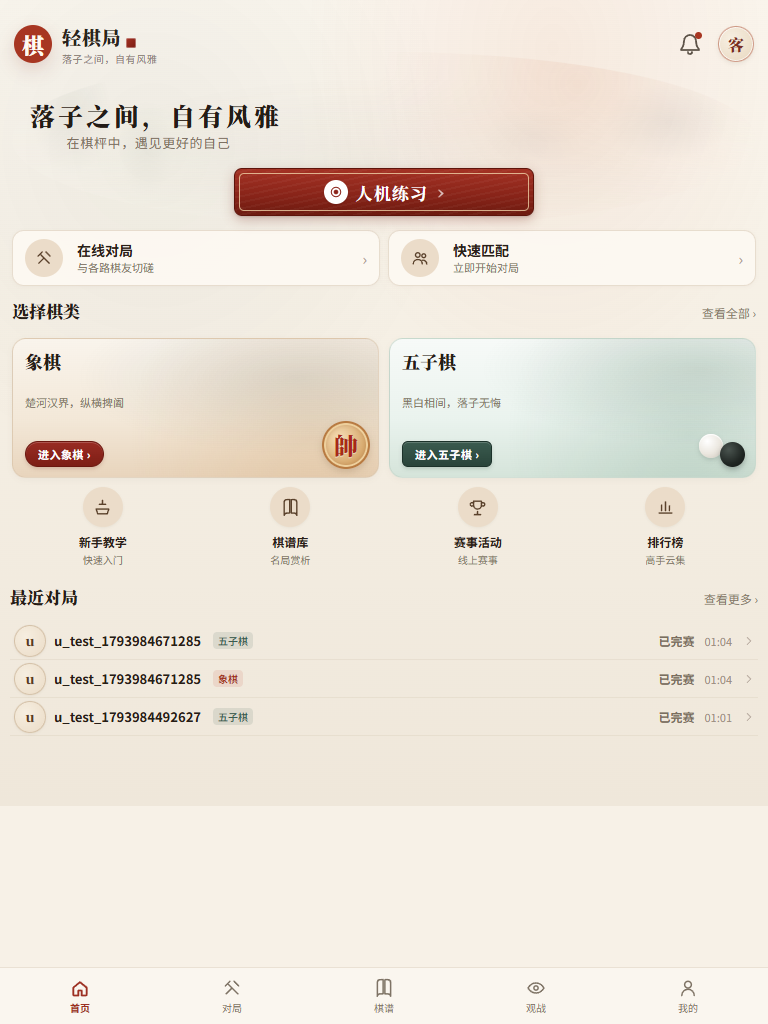 棋
轻棋局
落子之间，自有风雅
客
落子之间，自有风雅
在棋枰中，遇见更好的自己
人机练习 ›
在线对局
与各路棋友切磋
›
快速匹配
立即开始对局
›
选择棋类
查看全部 ›
象棋
楚河汉界，纵横捭阖
进入象棋 ›
帥
五子棋
黑白相间，落子无悔
进入五子棋 ›
新手教学
快速入门
棋谱库
名局赏析
赛事活动
线上赛事
排行榜
高手云集
最近对局
查看更多 ›
u u_test_1793984671285 五子棋 已完赛 01:04 ›
u u_test_1793984671285 象棋 已完赛 01:04 ›
u u_test_1793984492627 五子棋 已完赛 01:01 ›
首页
对局
棋谱
观战
我的